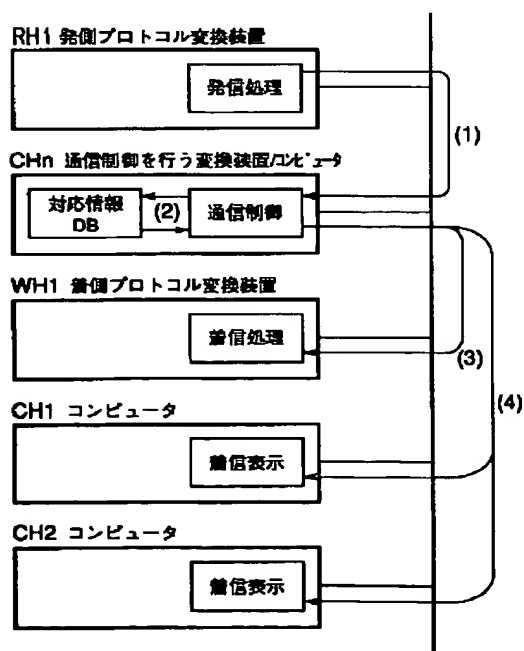 RH1 発側プロトコル変換装置
発信処理
(1)
CHn 通信制御を行う変換装置/コンピュータ
対応情報
DB
(2)
通信制御
WH1 着側プロトコル変換装置
着信処理
(3)
(4)
CH1 コンピュータ
着信表示
CH2 コンピュータ
着信表示